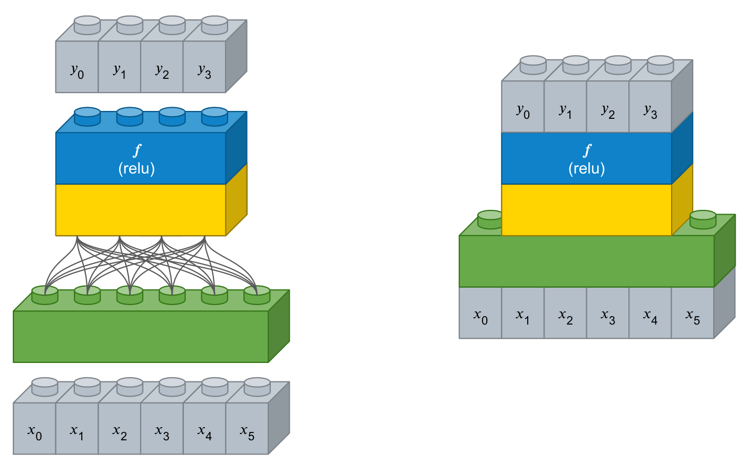 y0 y1 y2 y3
f
(relu)
x0 x1 x2 x3 x4 x5
y0 y1 y2 y3
f
(relu)
x0 x1 x2 x3 x4 x5